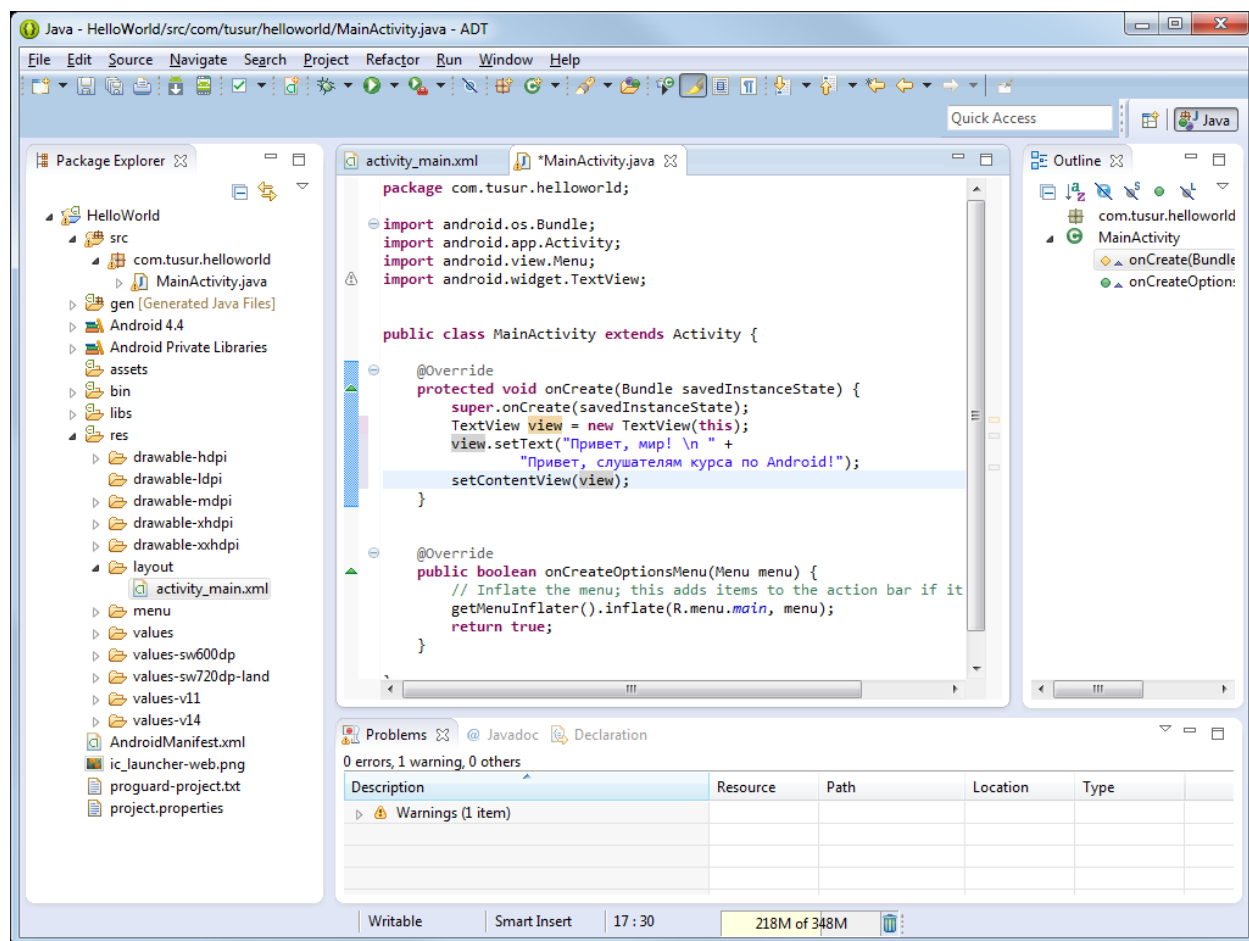 Java - HelloWorld/src/com/tusur/helloworld/MainActivity.java - ADT
File Edit Source Navigate Search Project Refactor Run Window Help
Quick Access
Java
Package Explorer
HelloWorld
src
com.tusur.helloworld
MainActivity.java
gen [Generated Java Files]
Android 4.4
Android Private Libraries
assets
bin
libs
res
drawable-hdpi
drawable-ldpi
drawable-mdpi
drawable-xhdpi
drawable-xxhdpi
layout
activity_main.xml
menu
values
values-sw600dp
values-sw720dp-land
values-v11
values-v14
AndroidManifest.xml
ic_launcher-web.png
proguard-project.txt
project.properties
activity_main.xml *MainActivity.java
package com.tusur.helloworld;
import android.os.Bundle;
import android.app.Activity;
import android.view.Menu;
import android.widget.TextView;
public class MainActivity extends Activity {
@Override
protected void onCreate(Bundle savedInstanceState) {
super.onCreate(savedInstanceState);
TextView view = new TextView(this);
view.setText("Привет, мир! \n " +
"Привет, слушателям курса по Android!");
setContentView(view);
}
@Override
public boolean onCreateOptionsMenu(Menu menu) {
// Inflate the menu; this adds items to the action bar if it
getMenuInflater().inflate(R.menu.main, menu);
return true;
}
Outline
com.tusur.helloworld
MainActivity
onCreate(Bundle
onCreateOption
Problems @ Javadoc Declaration
0 errors, 1 warning, 0 others
Description Resource Path Location Type
Warnings (1 item)
Writable Smart Insert 17 : 30 218M of 348M